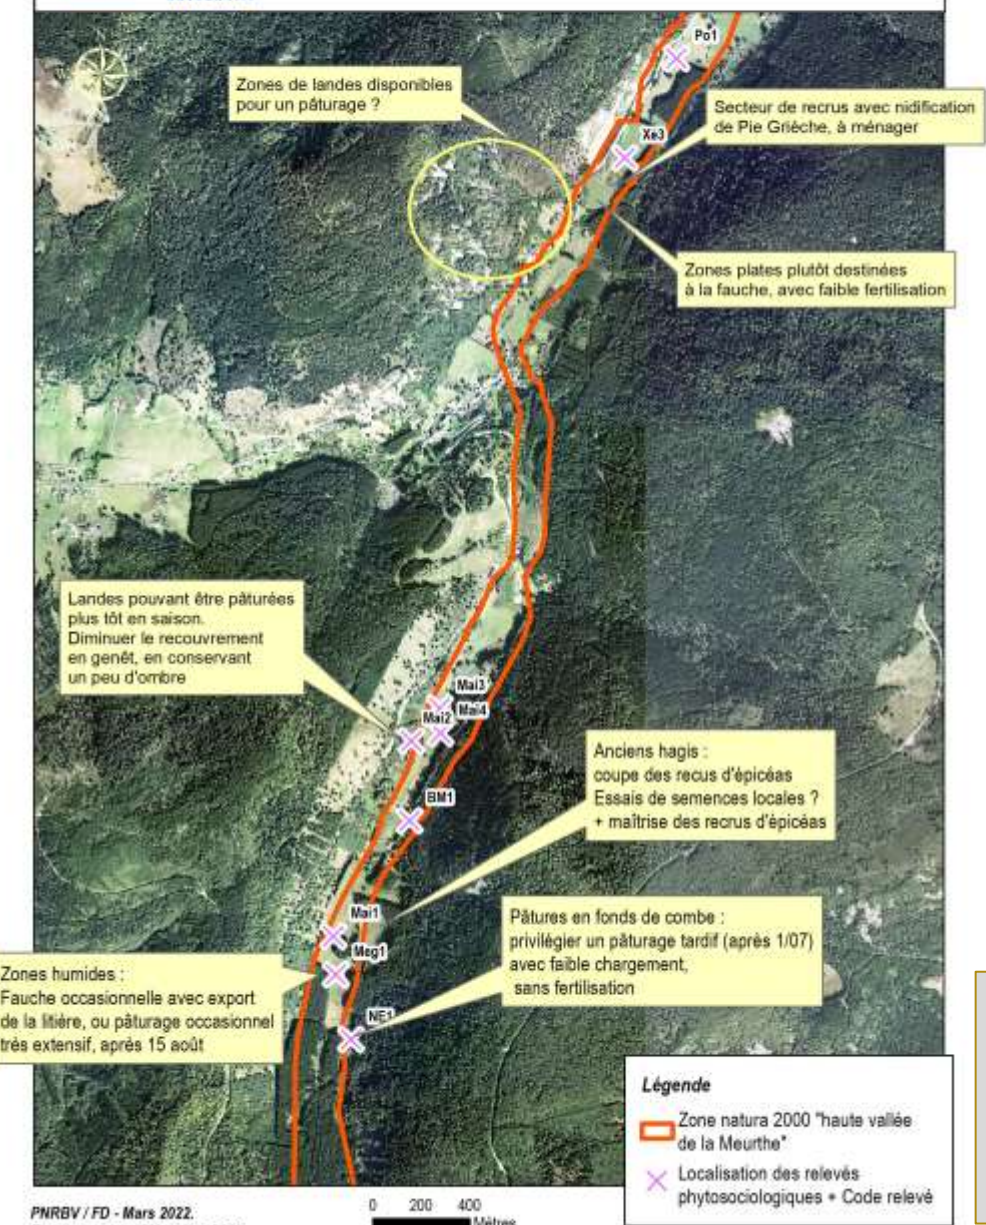 Po1
Zones de landes disponibles
pour un pâturage ?
Secteur de recrus avec nidification
de Pie Grièche, à ménager
Xé3
Zones plates plutôt destinées
à la fauche, avec faible fertilisation
Landes pouvant être pâturées
plus tôt en saison.
Diminuer le recouvrement
en genêt, en conservant
un peu d'ombre
Mai3
Mai2
Mai4
BM1
Anciens hagis :
coupe des recus d'épicéas
Essais de semences locales ?
+ maîtrise des recrus d'épicéas
Mai1
Meg1
Pâtures en fonds de combe :
privilégier un pâturage tardif (après 1/07)
avec faible chargement,
sans fertilisation
Zones humides :
Fauche occasionnelle avec export
de la litière, ou pâturage occasionnel
très extensif, après 15 août
NE1
Légende
Zone natura 2000 "haute vallée
de la Meurthe"
Localisation des relevés
phytosociologiques + Code relevé
PNRBV / FD - Mars 2022.
0 200 400
Mètres